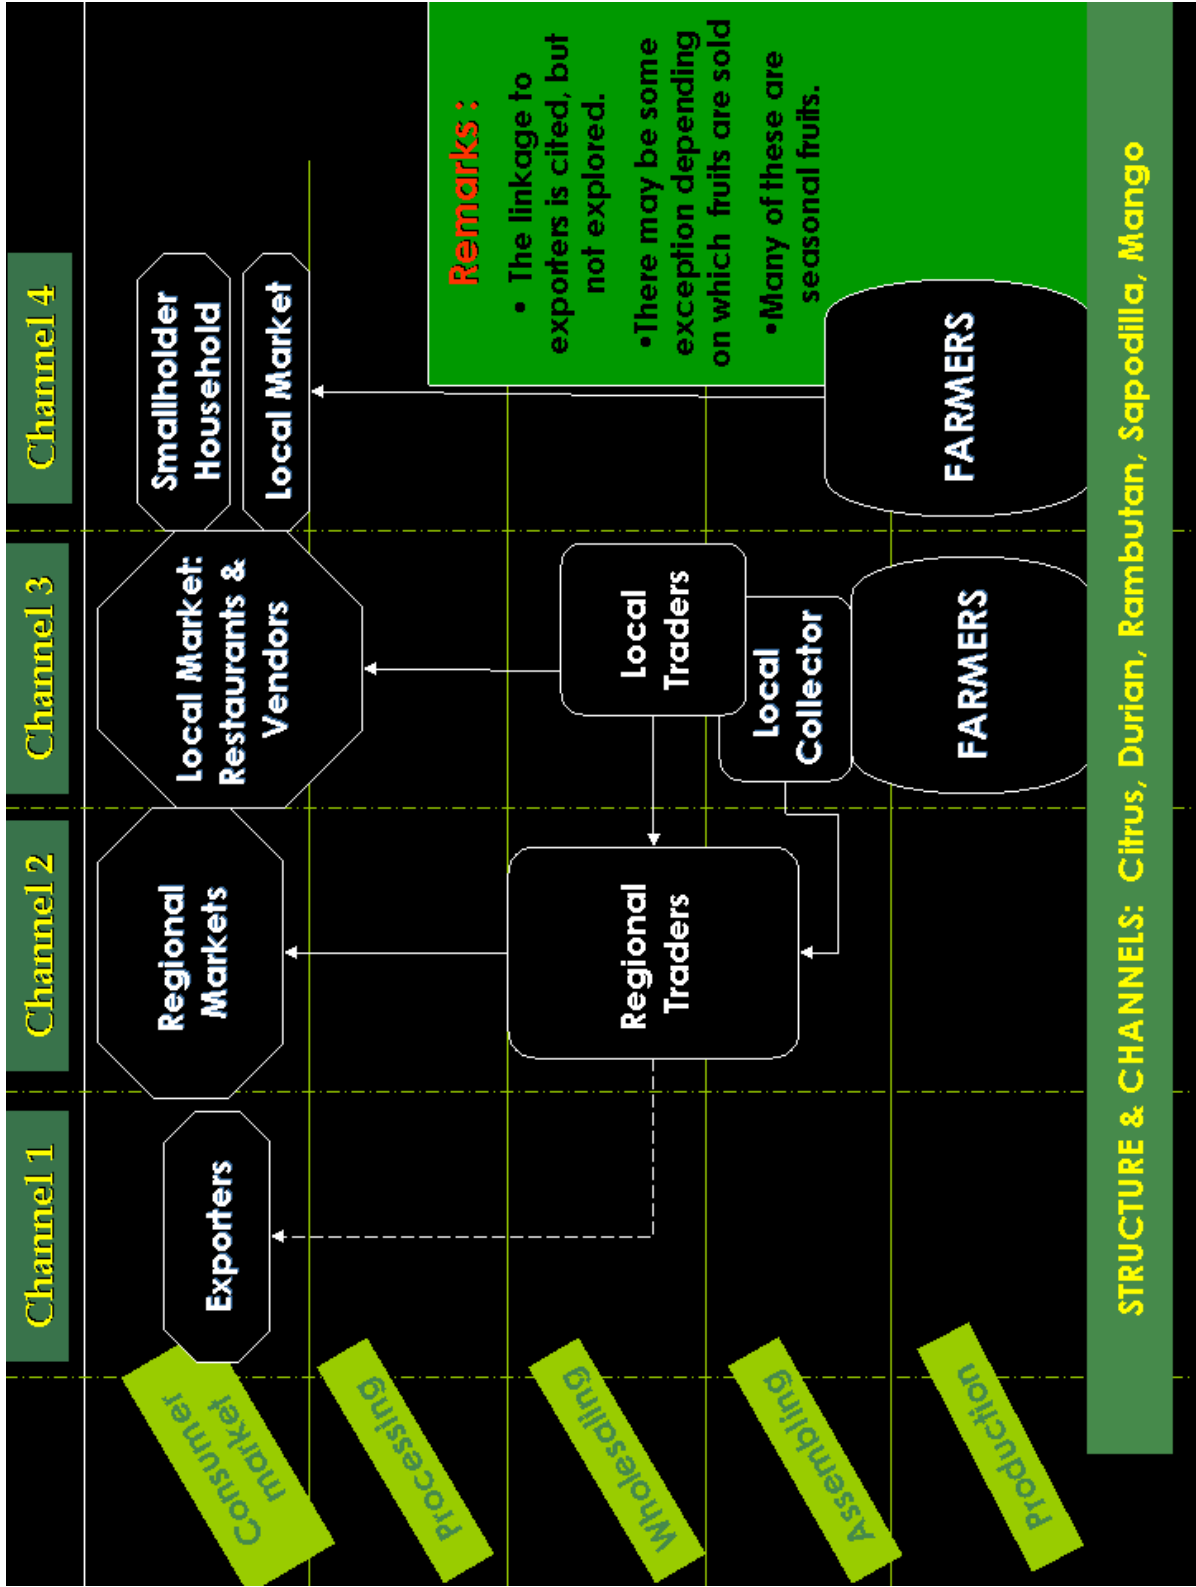 Channel 1
Channel 2
Channel 3
Channel 4
Consumer
market
Exporters
Regional
Markets
Local Market:
Restaurants &
Vendors
Smallholder
Household
Local Market
Processing
Remarks :
• The linkage to
exporters is cited, but
not explored.
•There may be some
exception depending
on which fruits are sold
•Many of these are
seasonal fruits.
Wholesaling
Regional
Traders
Local
Traders
Assembling
Local
Collector
Production
FARMERS
FARMERS
STRUCTURE & CHANNELS: Citrus, Durian, Rambutan, Sapodilla, Mango